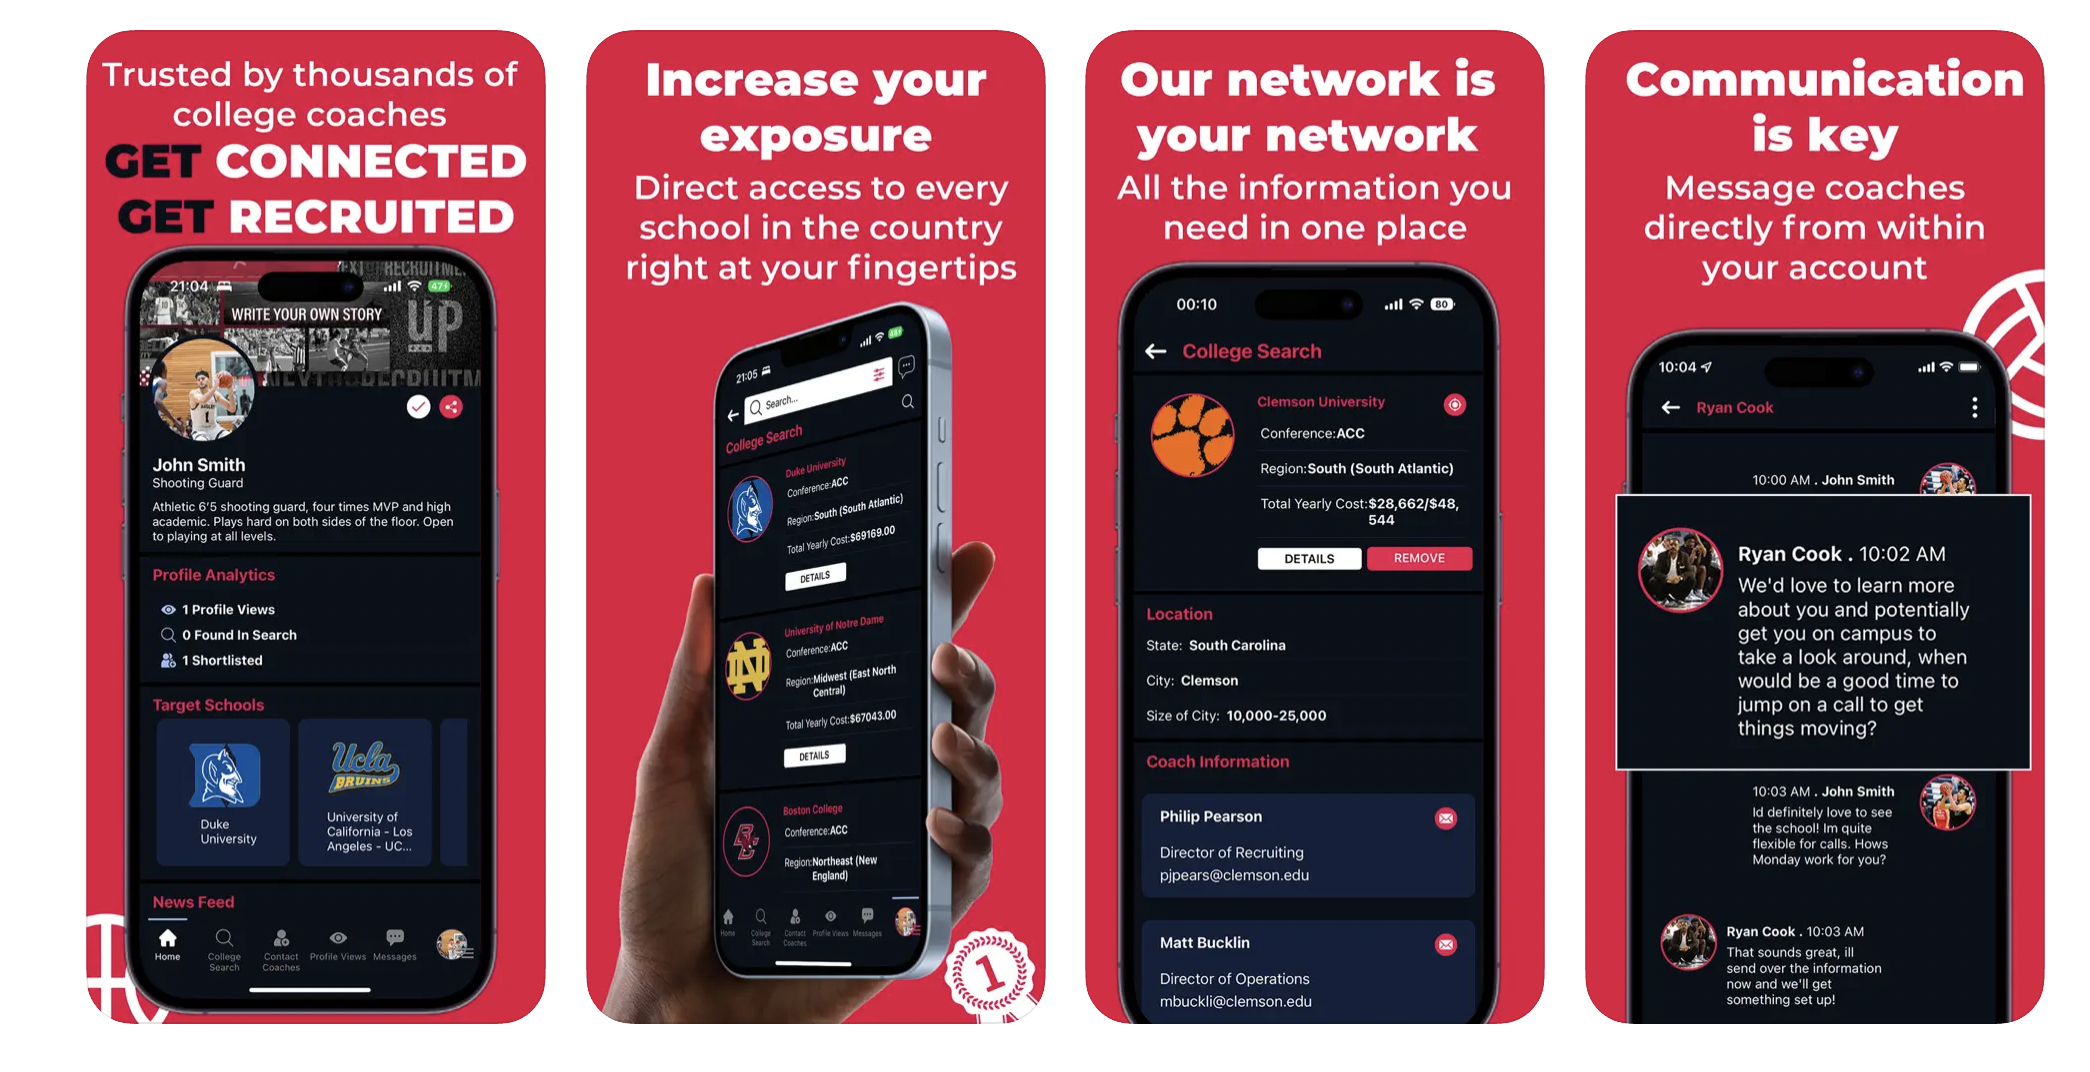 Trusted by thousands of
college coaches
GET CONNECTED
GET RECRUITED
21:04
47
WRITE YOUR OWN STORY
UP
John Smith
Shooting Guard
Athletic 6'5 shooting guard, four times MVP and high
academic. Plays hard on both sides of the floor. Open
to playing at all levels.
Profile Analytics
1 Profile Views
0 Found In Search
1 Shortlisted
Target Schools
Ucla
BRUINS
Duke
University
University of
California - Los
Angeles - UC...
News Feed
Home
College
Search
Contact
Coaches
Profile Views
Messages
Increase your
exposure
Direct access to every
school in the country
right at your fingertips
21:05
Search...
College Search
Duke University
Conference:ACC
Region:South (South Atlantic)
Total Yearly Cost:$69169.00
DETAILS
ND
University of Notre Dame
Conference:ACC
Region:Midwest (East North
Central)
Total Yearly Cost:$67043.00
DETAILS
BC
Boston College
Conference:ACC
Region:Northeast (New
England)
Home
College
Search
Contact
Coaches
Profile Views
Messages
1
Our network is
your network
All the information you
need in one place
00:10
80
College Search
Clemson University
Conference:ACC
Region:South (South Atlantic)
Total Yearly Cost:$28,662/$48,
544
DETAILS
REMOVE
Location
State: South Carolina
City: Clemson
Size of City: 10,000-25,000
Coach Information
Philip Pearson
Director of Recruiting
pjpears@clemson.edu
Matt Bucklin
Director of Operations
mbuckli@clemson.edu
Communication
is key
Message coaches
directly from within
your account
10:04
Ryan Cook
10:00 AM . John Smith
Ryan Cook . 10:02 AM
We'd love to learn more
about you and potentially
get you on campus to
take a look around, when
would be a good time to
jump on a call to get
things moving?
10:03 AM . John Smith
Id definitely love to see
the school! Im quite
flexible for calls. Hows
Monday work for you?
Ryan Cook . 10:03 AM
That sounds great, ill
send over the information
now and we'll get
something set up!